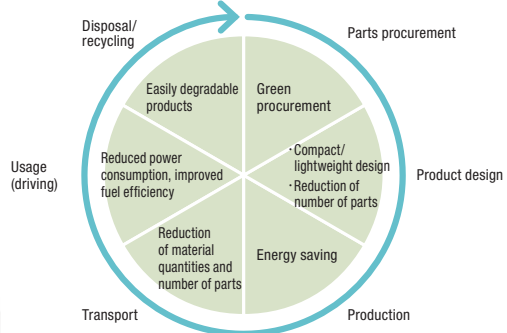 Disposal/
recycling
Parts procurement
Easily degradable
products
Green
procurement
Usage
(driving)
Reduced power
consumption, improved
fuel efficiency
・Compact/
lightweight design
・Reduction of
number of parts
Product design
Reduction
of material
quantities and
number of parts
Energy saving
Transport
Production